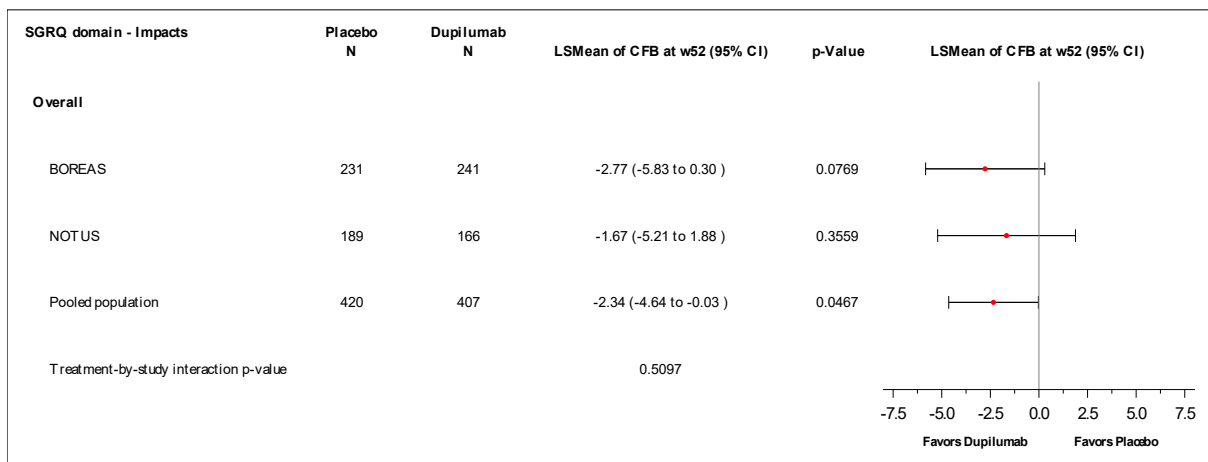 SGRQ domain - Impacts Placebo N Dupilumab N LSMean of CFB at w52 (95% CI) p-Value LSMean of CFB at w52 (95% CI)
Overall
BOREAS 231 241 -2.77 (-5.83 to 0.30 ) 0.0769
NOTUS 189 166 -1.67 (-5.21 to 1.88 ) 0.3559
Pooled population 420 407 -2.34 (-4.64 to -0.03 ) 0.0467
Treatment-by-study interaction p-value 0.5097
-7.5 -5.0 -2.5 0.0 2.5 5.0 7.5
Favors Dupilumab Favors Placebo